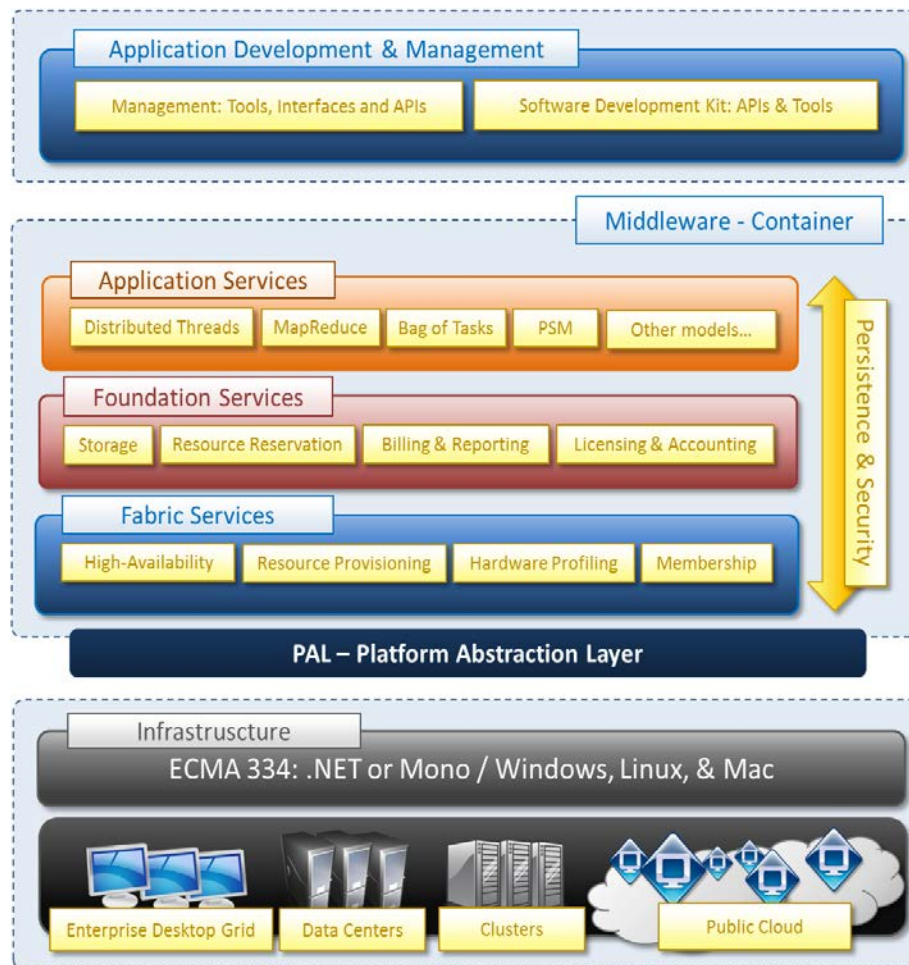 Application Development & Management
Management: Tools, Interfaces and APIs
Software Development Kit: APIs & Tools
Middleware - Container
Application Services
Distributed Threads
MapReduce
Bag of Tasks
PSM
Other models...
Persistence & Security
Foundation Services
Storage
Resource Reservation
Billing & Reporting
Licensing & Accounting
Fabric Services
High-Availability
Resource Provisioning
Hardware Profiling
Membership
PAL – Platform Abstraction Layer
Infrastruscture
ECMA 334: .NET or Mono / Windows, Linux, & Mac
Enterprise Desktop Grid
Data Centers
Clusters
Public Cloud